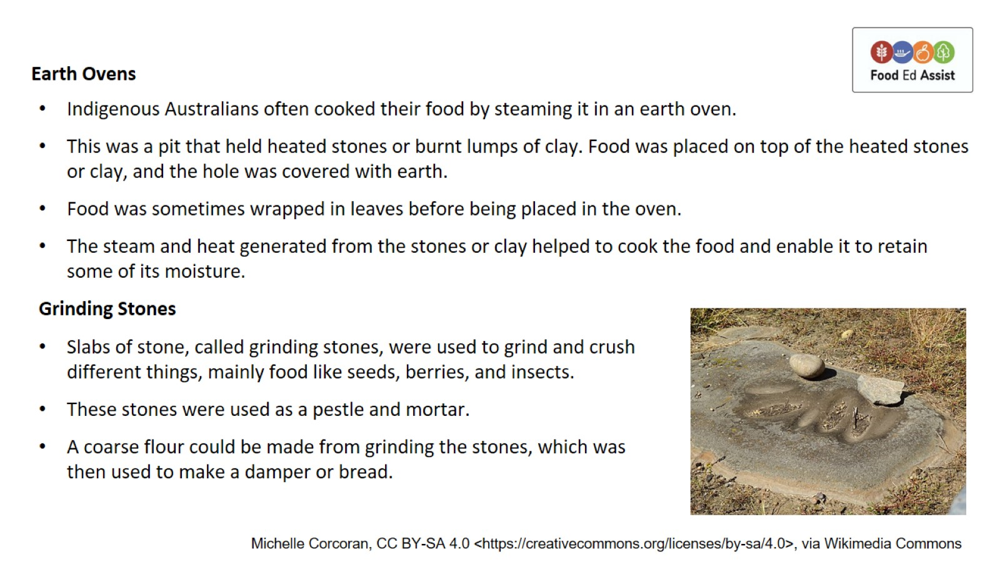 Food Ed Assist
Earth Ovens
• Indigenous Australians often cooked their food by steaming it in an earth oven.
• This was a pit that held heated stones or burnt lumps of clay. Food was placed on top of the heated stones
or clay, and the hole was covered with earth.
• Food was sometimes wrapped in leaves before being placed in the oven.
• The steam and heat generated from the stones or clay helped to cook the food and enable it to retain
some of its moisture.
Grinding Stones
• Slabs of stone, called grinding stones, were used to grind and crush
different things, mainly food like seeds, berries, and insects.
• These stones were used as a pestle and mortar.
• A coarse flour could be made from grinding the stones, which was
then used to make a damper or bread.
Michelle Corcoran, CC BY-SA 4.0 <https://creativecommons.org/licenses/by-sa/4.0>, via Wikimedia Commons